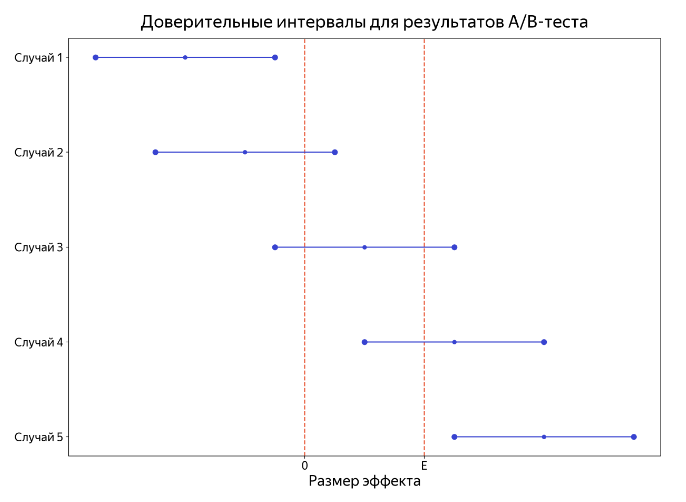 Доверительные интервалы для результатов A/B-теста
Случай 1
Случай 2
Случай 3
Случай 4
Случай 5
0 E
Размер эффекта